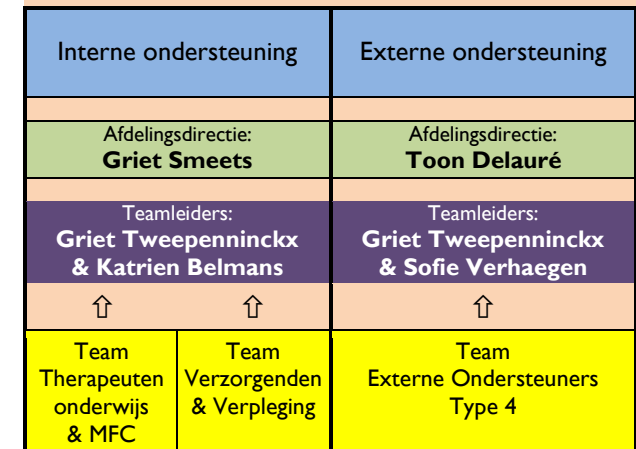 Interne ondersteuning
Externe ondersteuning
Afdelingsdirectie:
Griet Smeets
Afdelingsdirectie:
Toon Delauré
Teamleiders:
Griet Tweepenninckx
& Katrien Belmans
Teamleiders:
Griet Tweepenninckx
& Sofie Verhaegen
⇧
⇧
⇧
Team
Therapeuten
onderwijs
& MFC
Team
Verzorgenden
& Verpleging
Team
Externe Ondersteuners
Type 4